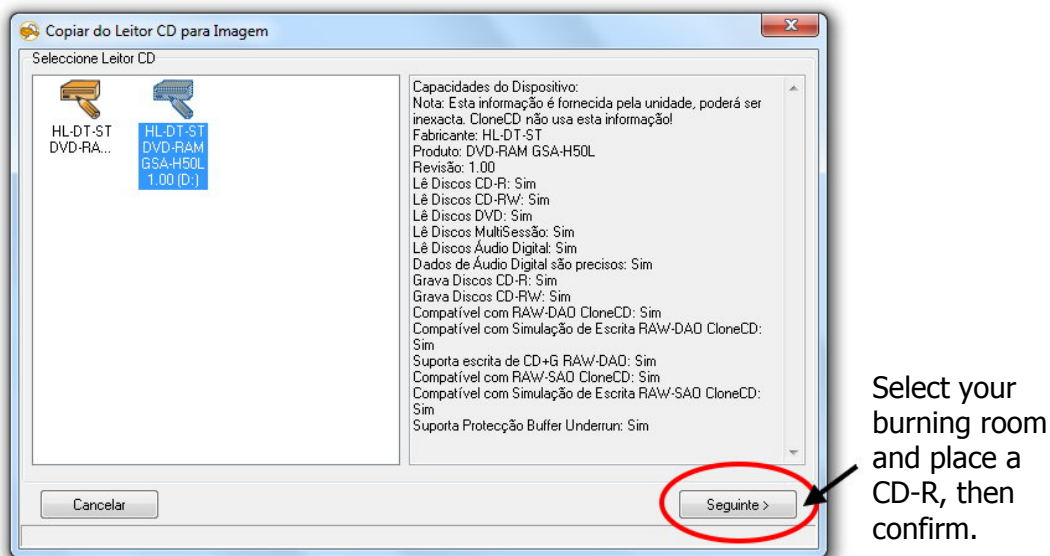 Copiar do Leitor CD para Imagem
Seleccione Leitor CD
HL-DT-ST
DVD-RA...
HL-DT-ST
DVD-RAM
GSA-H50L
1.00 (D:)
Capacidades do Dispositivo:
Nota: Esta informação é fornecida pela unidade, poderá ser
inexacta. CloneCD não usa esta informação!
Fabricante: HL-DT-ST
Produto: DVD-RAM GSA-H50L
Revisão: 1.00
Lê Discos CD-R: Sim
Lê Discos CD-RW: Sim
Lê Discos DVD: Sim
Lê Discos MultiSessão: Sim
Lê Discos Áudio Digital: Sim
Dados de Áudio Digital são precisos: Sim
Grava Discos CD-R: Sim
Grava Discos CD-RW: Sim
Compatível com RAW-DAO CloneCD: Sim
Compatível com Simulação de Escrita RAW-DAO CloneCD:
Sim
Suporta escrita de CD+G RAW-DAO: Sim
Compatível com RAW-SAO CloneCD: Sim
Compatível com Simulação de Escrita RAW-SAO CloneCD:
Sim
Suporta Protecção Buffer Underrun: Sim
Cancelar
Seguinte >
Select your
burning room
and place a
CD-R, then
confirm.